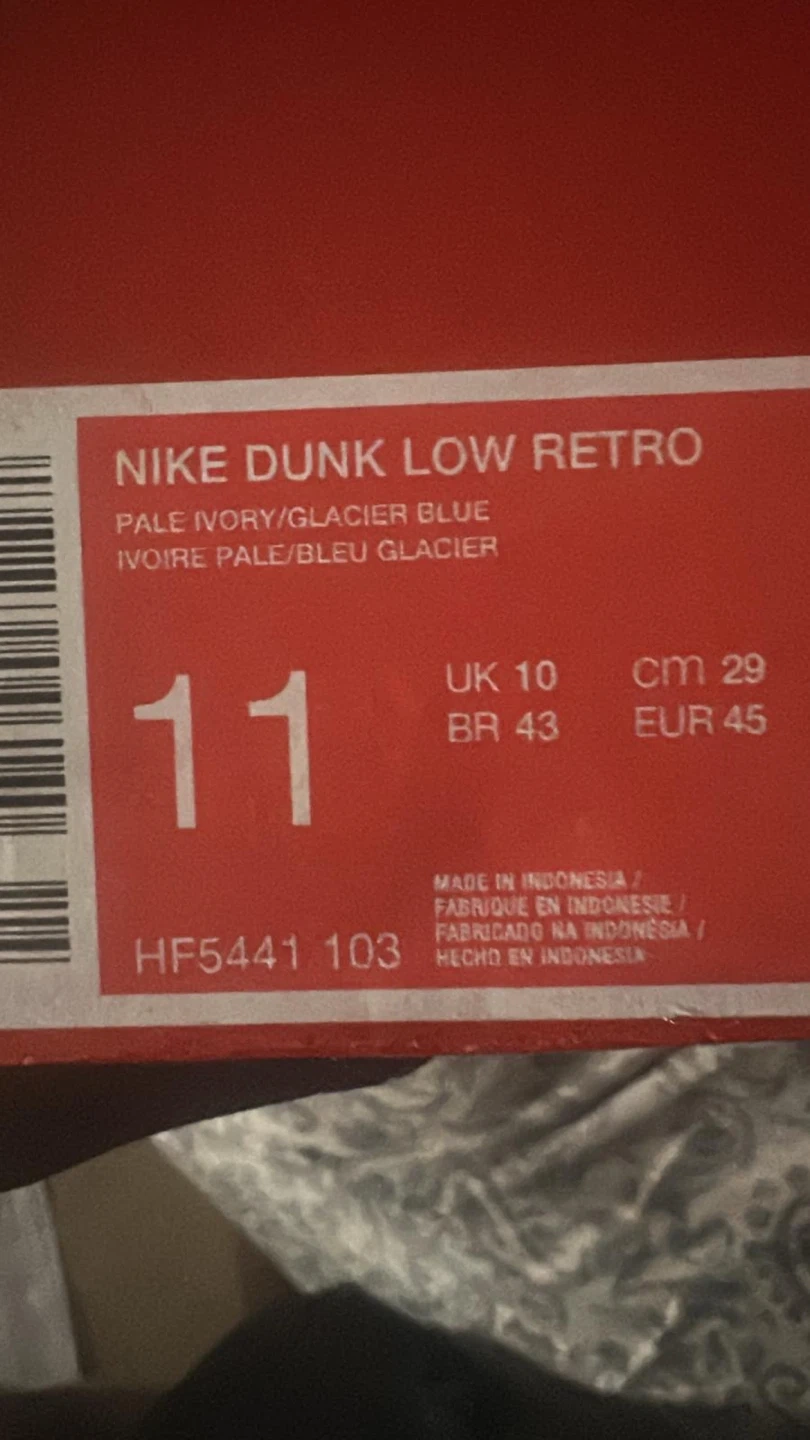 NIKE DUNK LOW RETRO
PALE IVORY/GLACIER BLUE
IVOIRE PALE/BLEU GLACIER
11
UK 10 cm 29
BR 43 EUR 45
MADE IN INDONESIA /
FABRIQUE EN INDONESIE /
FABRICADO NA INDONÉSIA /
HECHO EN INDONESIA
HF5441 103